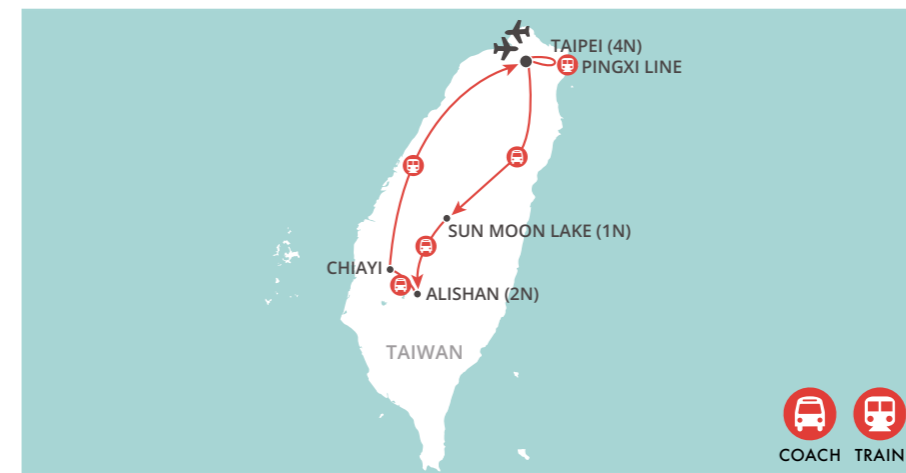 TAIPEI (4N)
PINGXI LINE
SUN MOON LAKE (1N)
CHIAYI
ALISHAN (2N)
TAIWAN
COACH TRAIN